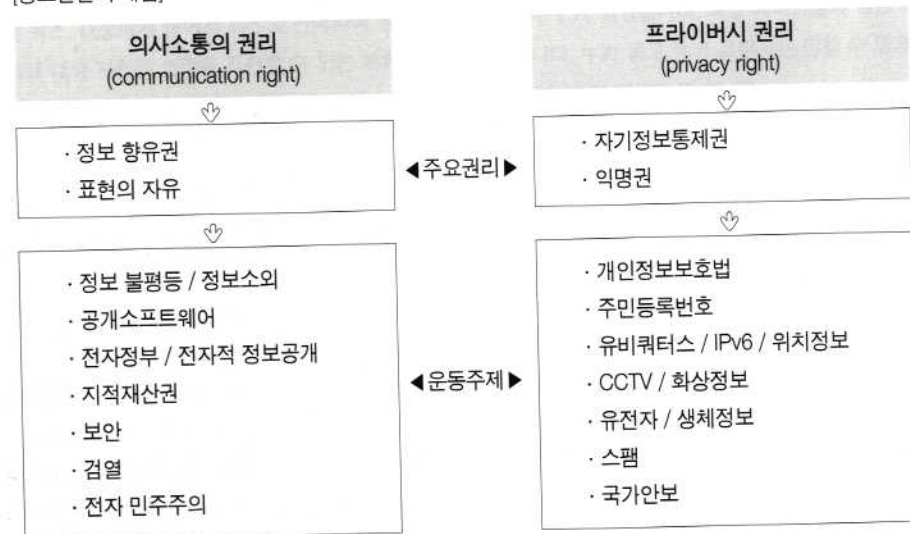 의사소통의 권리
(communication right)
프라이버시 권리
(privacy right)
· 정보 향유권
· 표현의 자유
◀주요권리▶
· 자기정보통제권
· 익명권
· 정보 불평등 / 정보소외
· 공개소프트웨어
· 전자정부 / 전자적 정보공개
· 지적재산권
· 보안
· 검열
· 전자 민주주의
◀운동주제▶
· 개인정보보호법
· 주민등록번호
· 유비쿼터스 / IPv6 / 위치정보
· CCTV / 화상정보
· 유전자 / 생체정보
· 스팸
· 국가안보